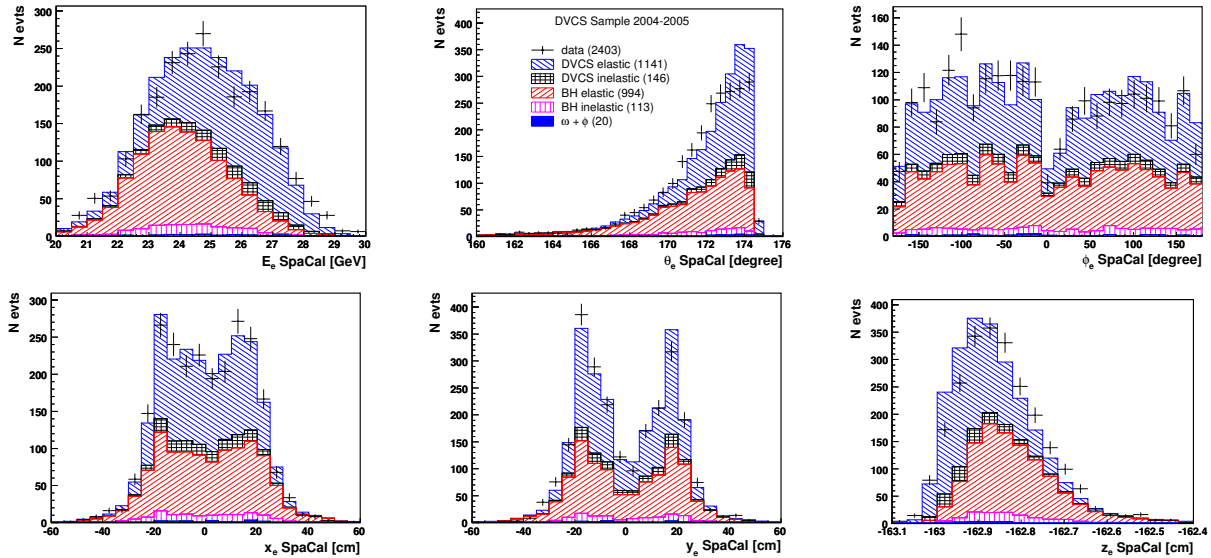 N evts
300
250
200
150
100
50
0
20 21 22 23 24 25 26 27 28 29 30
E_e SpaCal [GeV]
N evts
400
350
300
250
200
150
100
50
0
160 162 164 166 168 170 172 174 176
θ_e SpaCal [degree]
DVCS Sample 2004-2005
data (2403)
DVCS elastic (1141)
DVCS inelastic (146)
BH elastic (994)
BH inelastic (113)
ω + φ (20)
N evts
160
140
120
100
80
60
40
20
0
-150 -100 -50 0 50 100 150
ϕ_e SpaCal [degree]
N evts
300
250
200
150
100
50
0
-60 -40 -20 0 20 40 60
x_e SpaCal [cm]
N evts
400
350
300
250
200
150
100
50
0
-60 -40 -20 0 20 40 60
y_e SpaCal [cm]
N evts
400
350
300
250
200
150
100
50
0
-163.1 -163 -162.9 -162.8 -162.7 -162.6 -162.5 -162.4
z_e SpaCal [cm]